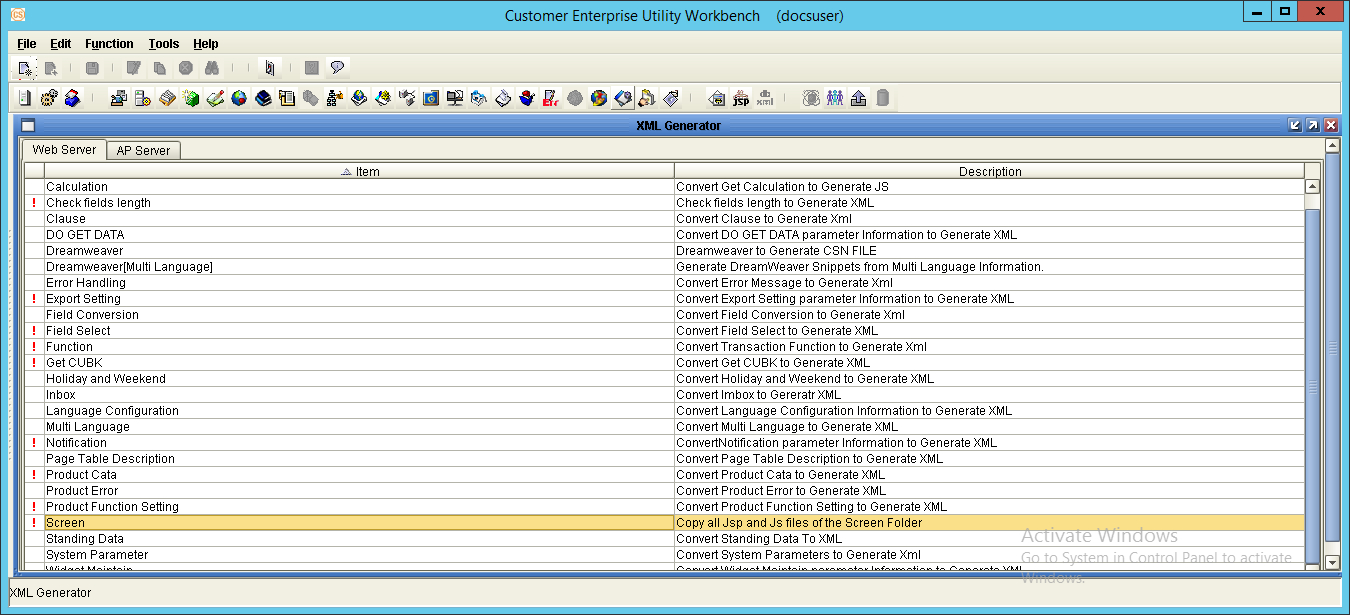 Customer Enterprise Utility Workbench (docsuser)
File Edit Function Tools Help
JSP
xml
XML Generator
Web Server AP Server
Item Description
Calculation Convert Get Calculation to Generate JS
! Check fields length Check fields length to Generate XML
Clause Convert Clause to Generate Xml
DO GET DATA Convert DO GET DATA parameter Information to Generate XML
Dreamweaver Dreamweaver to Generate CSN FILE
Dreamweaver[Multi Language] Generate DreamWeaver Snippets from Multi Language Information.
Error Handling Convert Error Message to Generate Xml
! Export Setting Convert Export Setting parameter Information to Generate XML
Field Conversion Convert Field Conversion to Generate Xml
! Field Select Convert Field Select to Generate XML
! Function Convert Transaction Function to Generate Xml
! Get CUBK Convert Get CUBK to Generate XML
Holiday and Weekend Convert Holiday and Weekend to Generate XML
Inbox Convert Imbox to Gereratr XML
Language Configuration Convert Language Configuration Information to Generate XML
Multi Language Convert Multi Language to Generate XML
! Notification ConvertNotification parameter Information to Generate XML
Page Table Description Convert Page Table Description to Generate XML
! Product Cata Convert Product Cata to Generate XML
Product Error Convert Product Error to Generate XML
! Product Function Setting Convert Product Function Setting to Generate XML
! Screen Copy all Jsp and Js files of the Screen Folder
Standing Data Convert Standing Data To XML
System Parameter Convert System Parameters to Generate Xml
Widget Maintain Convert Widget Maintain parameter Information to Generate XML
Activate Windows
Go to System in Control Panel to activate
Windows.
XML Generator